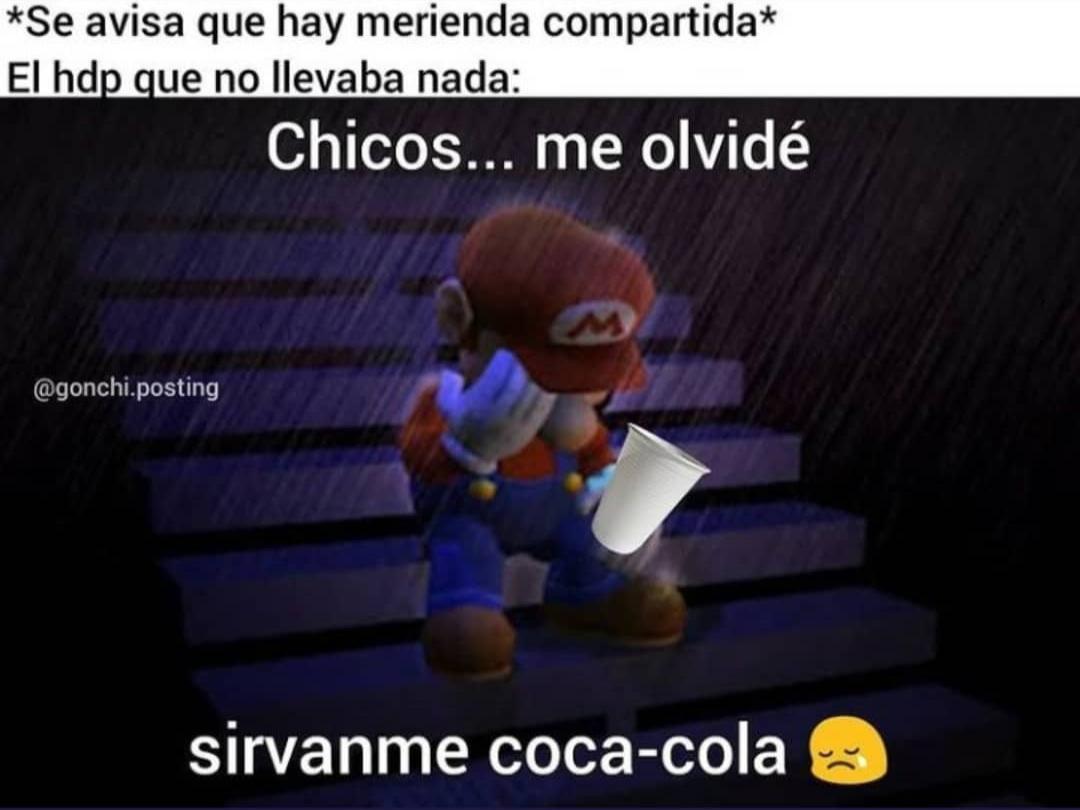 *Se avisa que hay merienda compartida*
El hdp que no llevaba nada:
Chicos... me olvidé
M
@gonchi.posting
sirvanme coca-cola 😢